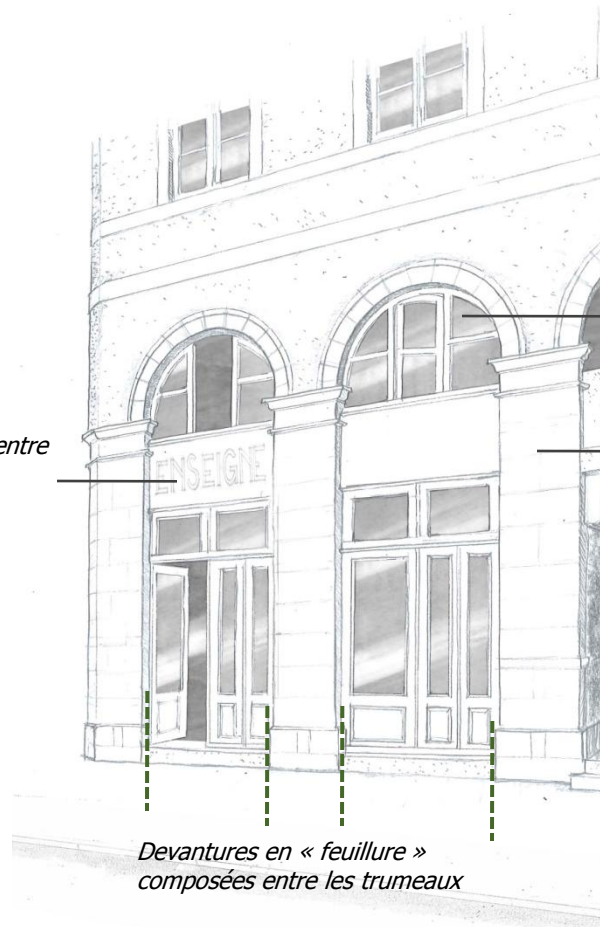 entre
ENSEIGNE
Devantures en « feuillure »
composées entre les trumeaux